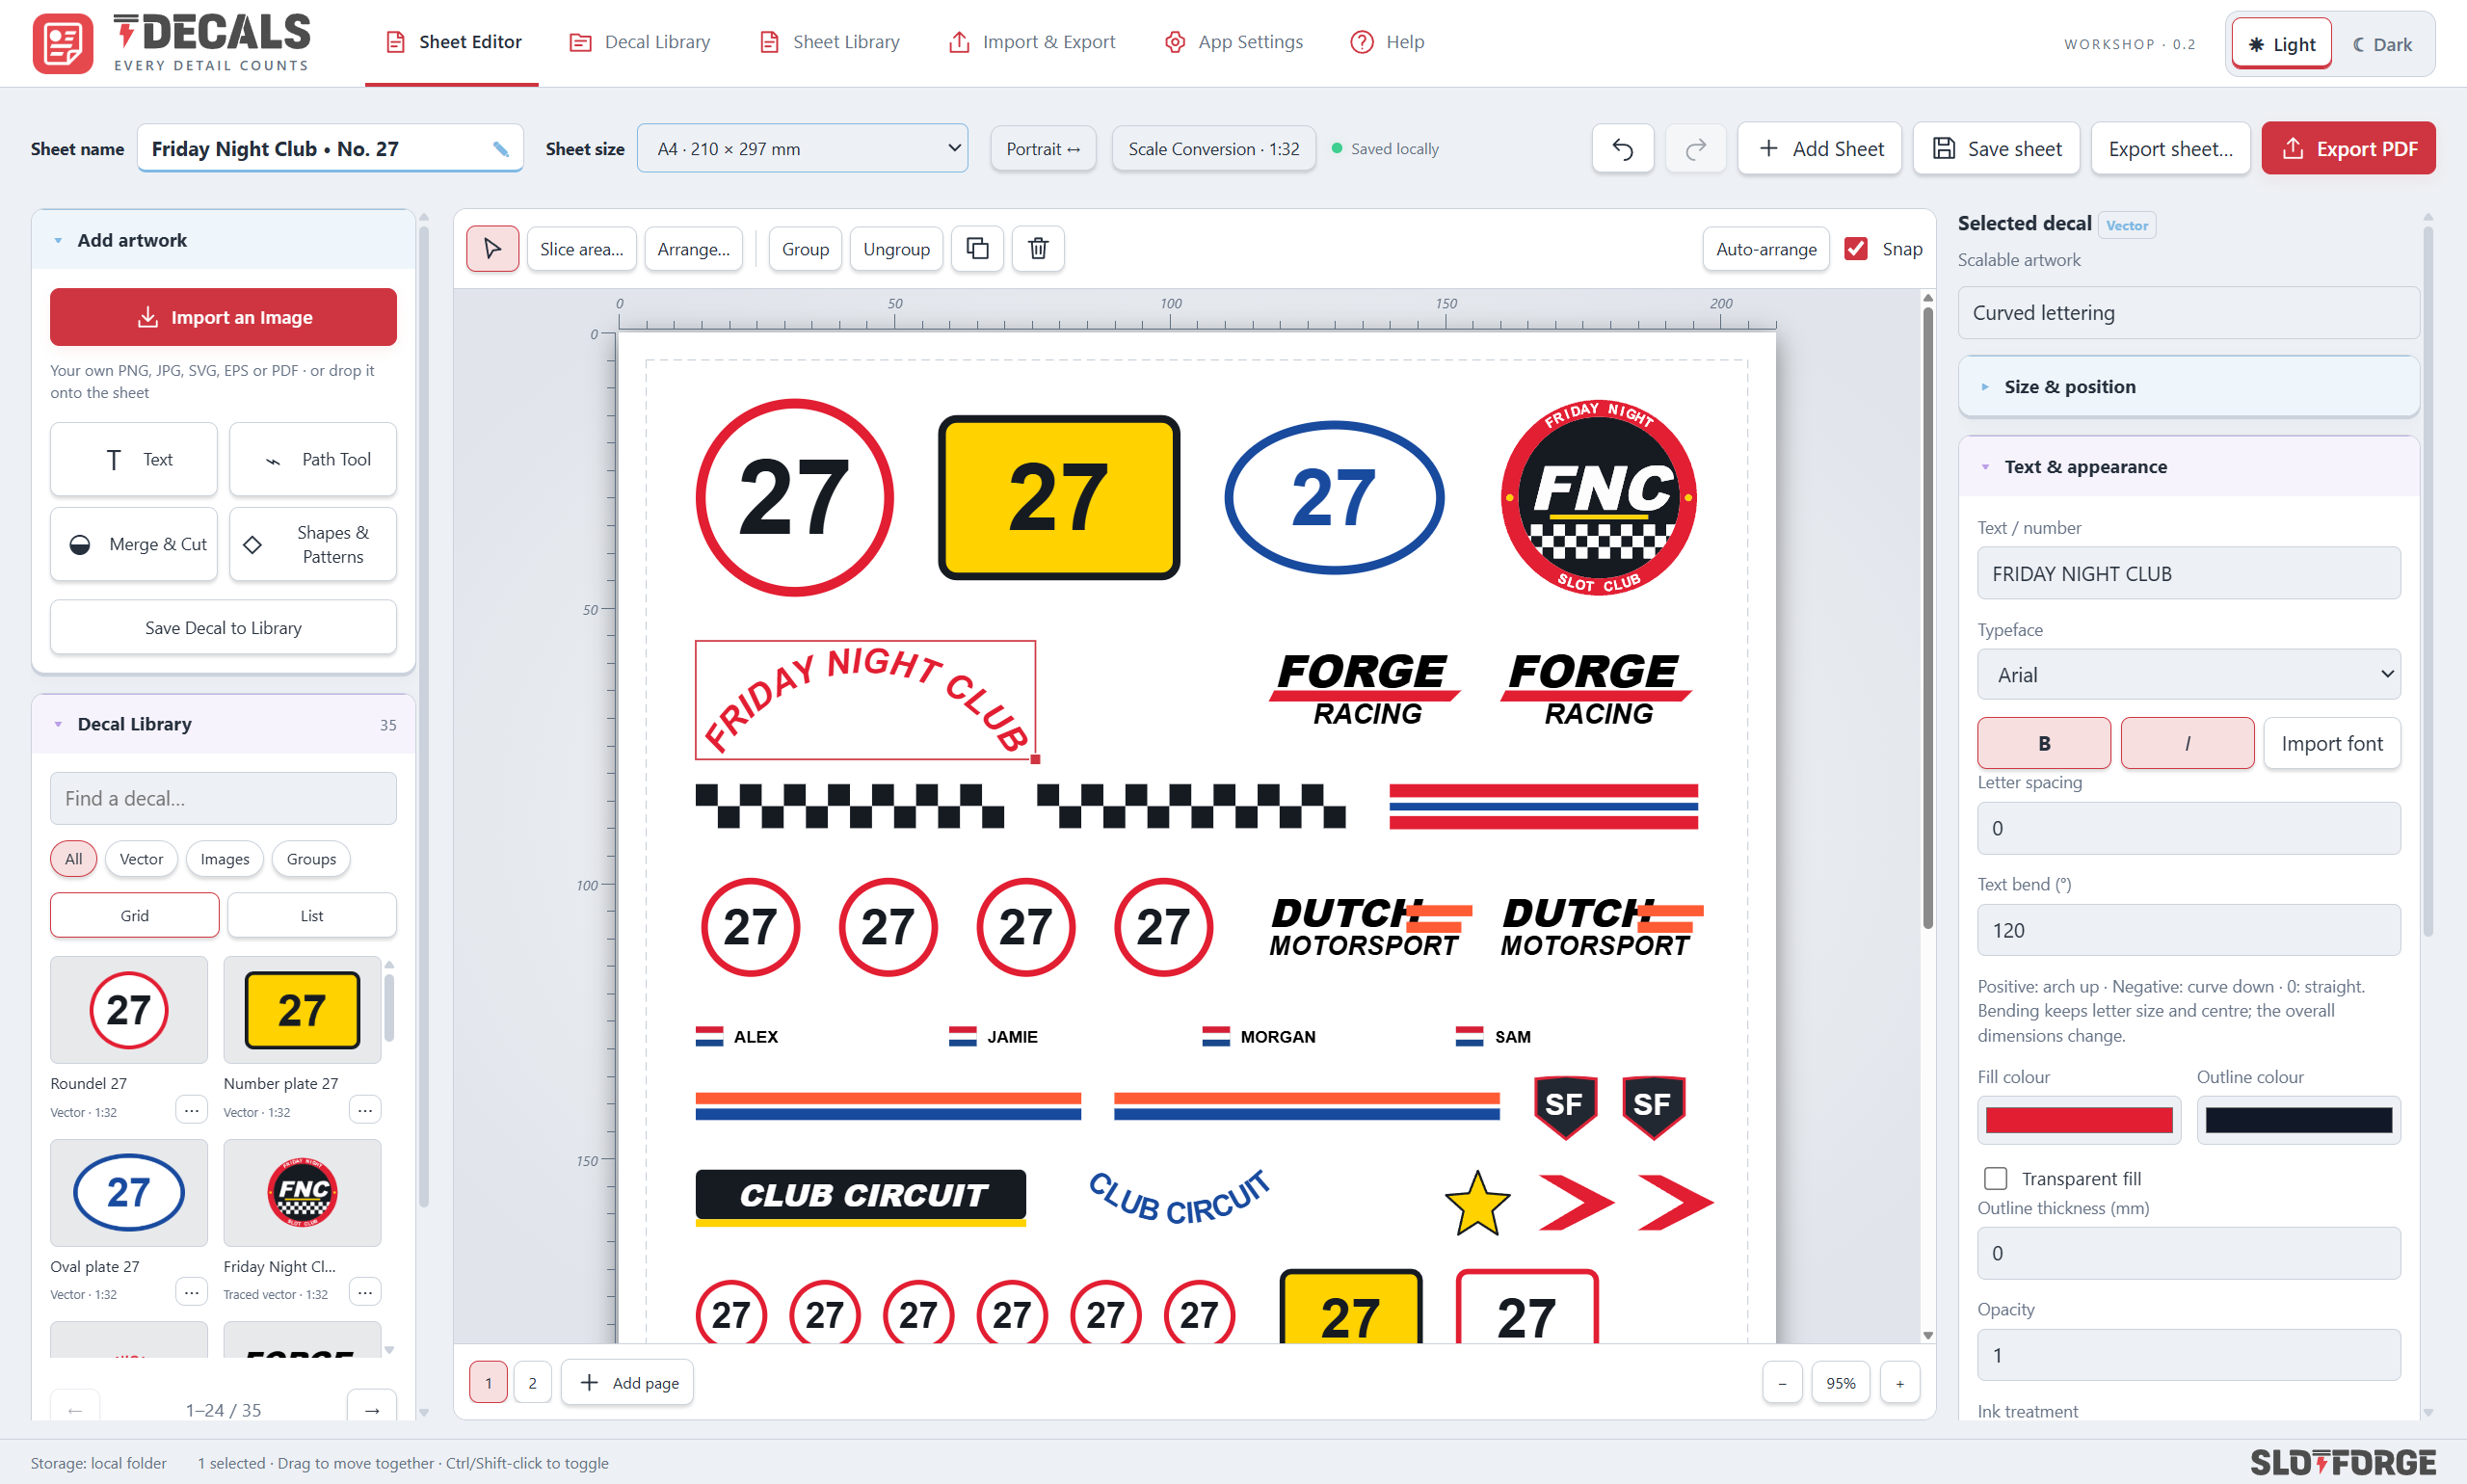 DECALS
EVERY DETAIL COUNTS
Sheet Editor
Decal Library
Sheet Library
Import & Export
App Settings
Help
WORKSHOP · 0.2
Light
Dark
Sheet name
Friday Night Club • No. 27
Sheet size
A4 · 210 × 297 mm
Portrait ↔
Scale Conversion · 1:32
Saved locally
Add Sheet
Save sheet
Export sheet...
Export PDF
Add artwork
Import an Image
Your own PNG, JPG, SVG, EPS or PDF · or drop it
onto the sheet
T Text
Path Tool
Merge & Cut
Shapes &
Patterns
Save Decal to Library
Decal Library
35
Find a decal...
All
Vector
Images
Groups
Grid
List
27
27
Roundel 27
Number plate 27
Vector · 1:32
...
Vector · 1:32
...
27
FRIDAY NIGHT
FNC
SLOT CLUB
Oval plate 27
Friday Night Cl...
Vector · 1:32
...
Traced vector · 1:32
...
FORGE
←
1–24 / 35
→
Slice area...
Arrange...
Group
Ungroup
Auto-arrange
Snap
0
50
100
150
200
0
50
100
150
27
27
27
FRIDAY NIGHT
FNC
SLOT CLUB
FRIDAY NIGHT CLUB
FORGE
RACING
FORGE
RACING
27
27
27
27
DUTCH
MOTORSPORT
DUTCH
MOTORSPORT
ALEX
JAMIE
MORGAN
SAM
SF
SF
CLUB CIRCUIT
CLUB CIRCUIT
27
27
27
27
27
27
27
27
1
2
Add page
−
95%
+
Selected decal
Vector
Scalable artwork
Curved lettering
Size & position
Text & appearance
Text / number
FRIDAY NIGHT CLUB
Typeface
Arial
B
I
Import font
Letter spacing
0
Text bend (°)
120
Positive: arch up · Negative: curve down · 0: straight.
Bending keeps letter size and centre; the overall
dimensions change.
Fill colour
Outline colour
Transparent fill
Outline thickness (mm)
0
Opacity
1
Ink treatment
Storage: local folder
1 selected · Drag to move together · Ctrl/Shift-click to toggle
SLOTFORGE